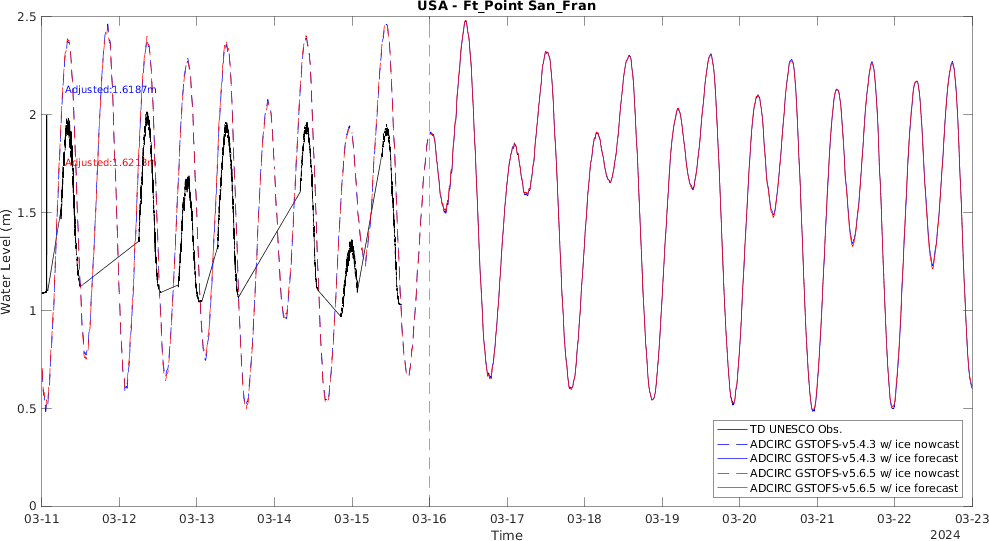 USA - Ft_Point San_Fran
2.5
2
1.5
1
0.5
0
Water Level (m)
Adjusted:1.6187m
Adjusted:1.6213m
TD UNESCO Obs.
ADCIRC GSTOFS-v5.4.3 w/ ice nowcast
ADCIRC GSTOFS-v5.4.3 w/ ice forecast
ADCIRC GSTOFS-v5.6.5 w/ ice nowcast
ADCIRC GSTOFS-v5.6.5 w/ ice forecast
03-11 03-12 03-13 03-14 03-15 03-16 03-17 03-18 03-19 03-20 03-21 03-22 03-23
Time
2024